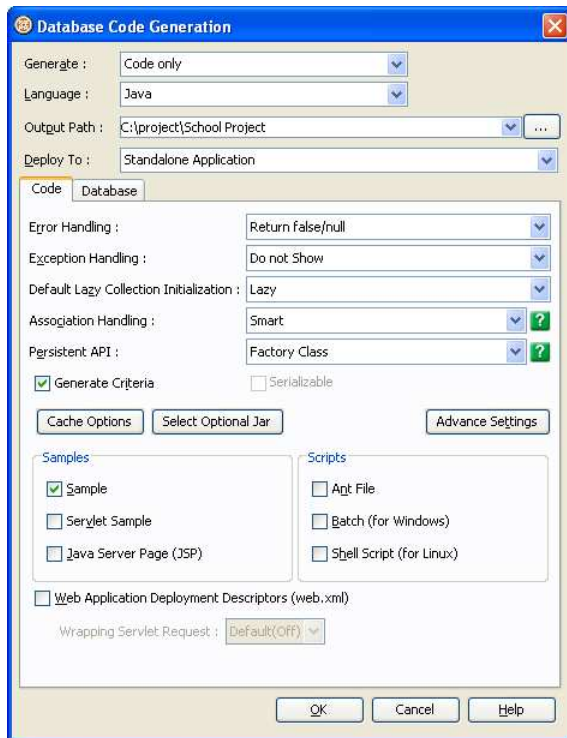 Database Code Generation
Generate : Code only
Language : Java
Output Path : C:\project\School Project ...
Deploy To : Standalone Application
Code Database
Error Handling : Return false/null
Exception Handling : Do not Show
Default Lazy Collection Initialization : Lazy
Association Handling : Smart ?
Persistent API : Factory Class ?
Generate Criteria Serializable
Cache Options Select Optional Jar Advance Settings
Samples Scripts
Sample Ant File
Servlet Sample Batch (for Windows)
Java Server Page (JSP) Shell Script (for Linux)
Web Application Deployment Descriptors (web.xml)
Wrapping Servlet Request : Default(Off)
OK Cancel Help